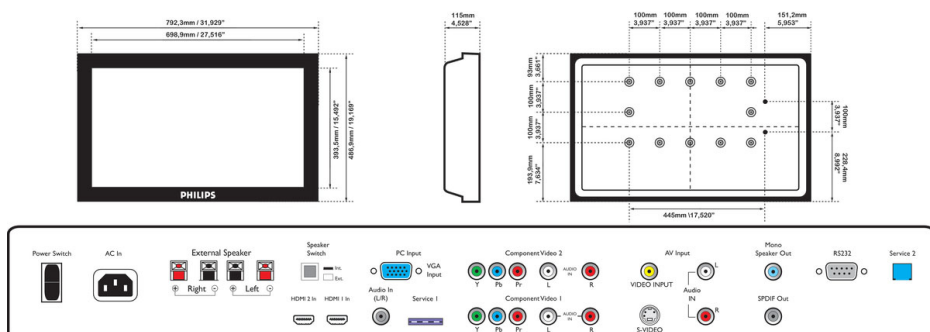 792,3mm / 31,929"
698,9mm / 27,516"
393,5mm / 15,492"
486,9mm / 19,169"
PHILIPS
115mm
4,528"
100mm 100mm 100mm 100mm 151,2mm
3,937" 3,937" 3,937" 3,937" 5,953"
93mm
3,661"
100mm
3,937"
100mm
3,937"
193,9mm
7,634"
100mm
3,937"
228,4mm
8,992"
445mm \17,520"
Power Switch
AC In
External Speaker
Right
Left
Speaker
Switch
Int.
Ext.
HDMI 2 In
HDMI 1 In
PC Input
VGA
Input
Audio In
(L/R)
Service 1
Component Video 2
Y Pb Pr L R
AUDIO
IN
Component Video 1
Y Pb Pr L R
AUDIO
IN
AV Input
VIDEO INPUT
S-VIDEO
L
Audio
IN
R
Mono
Speaker Out
SPDIF Out
RS232
Service 2